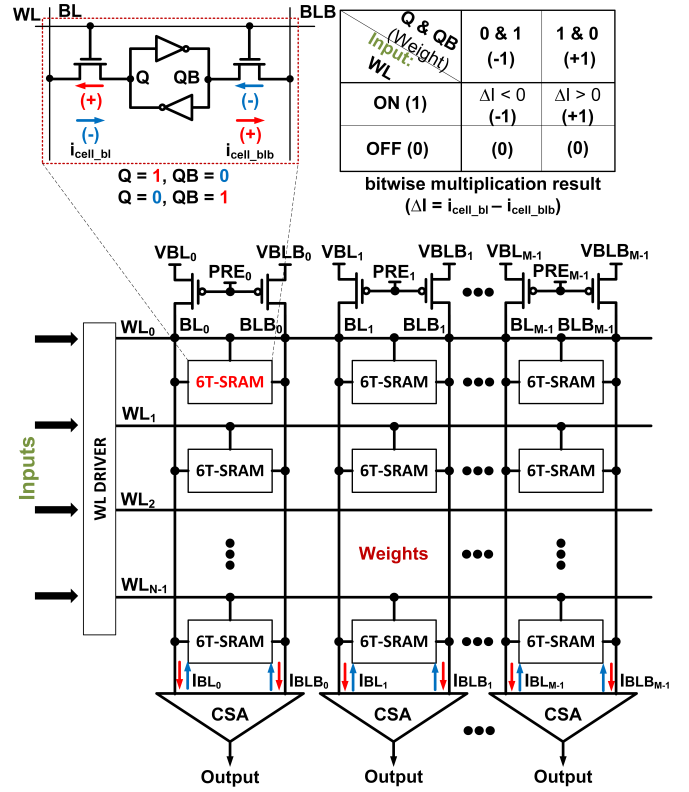 WL BL BLB
Q QB
(+) (-)
(-) (+)
i_cell_bl i_cell_blb
Q = 1, QB = 0
Q = 0, QB = 1
Q & QB
(Weight)
Input:
WL
0 & 1
(-1)
1 & 0
(+1)
ON (1)
ΔI < 0
(-1)
ΔI > 0
(+1)
OFF (0) (0) (0)
bitwise multiplication result
(ΔI = i_cell_bl – i_cell_blb)
VBL0 VBLB0 VBL1 VBLB1 VBLM-1 VBLBM-1
PRE0 PRE1 PREM-1
WL0 BL0 BLB0 BL1 BLB1 BLM-1 BLBM-1
6T-SRAM 6T-SRAM 6T-SRAM
WL1
6T-SRAM 6T-SRAM 6T-SRAM
Inputs
WL DRIVER
WL2
Weights
WLN-1
6T-SRAM 6T-SRAM 6T-SRAM
IBL0 IBLB0 IBL1 IBLB1 IBLM-1 IBLBM-1
CSA CSA CSA
Output Output Output